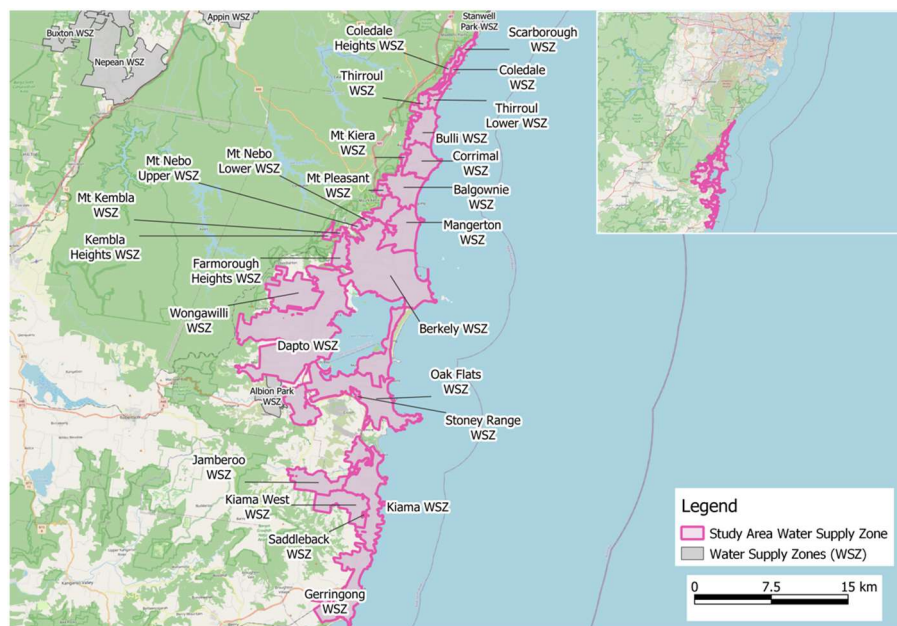 Appin WSZ
Buxton WSZ
Nepean WSZ
Stanwell
Park WSZ
Coledale
Heights WSZ
Scarborough
WSZ
Coledale
WSZ
Thirroul
WSZ
Thirroul
Lower WSZ
Bulli WSZ
Mt Kiera
WSZ
Corrimal
WSZ
Mt Nebo
Lower WSZ
Mt Nebo
Upper WSZ
Mt Pleasant
WSZ
Balgownie
WSZ
Mt Kembla
WSZ
Mangerton
WSZ
Kembla
Heights WSZ
Farmorough
Heights WSZ
Wongawilli
WSZ
Berkely WSZ
Dapto WSZ
Albion Park
WSZ
Oak Flats
WSZ
Stoney Range
WSZ
Jamberoo
WSZ
Kiama West
WSZ
Kiama WSZ
Saddleback
WSZ
Gerringong
WSZ
Legend
Study Area Water Supply Zone
Water Supply Zones (WSZ)
0 7.5 15 km